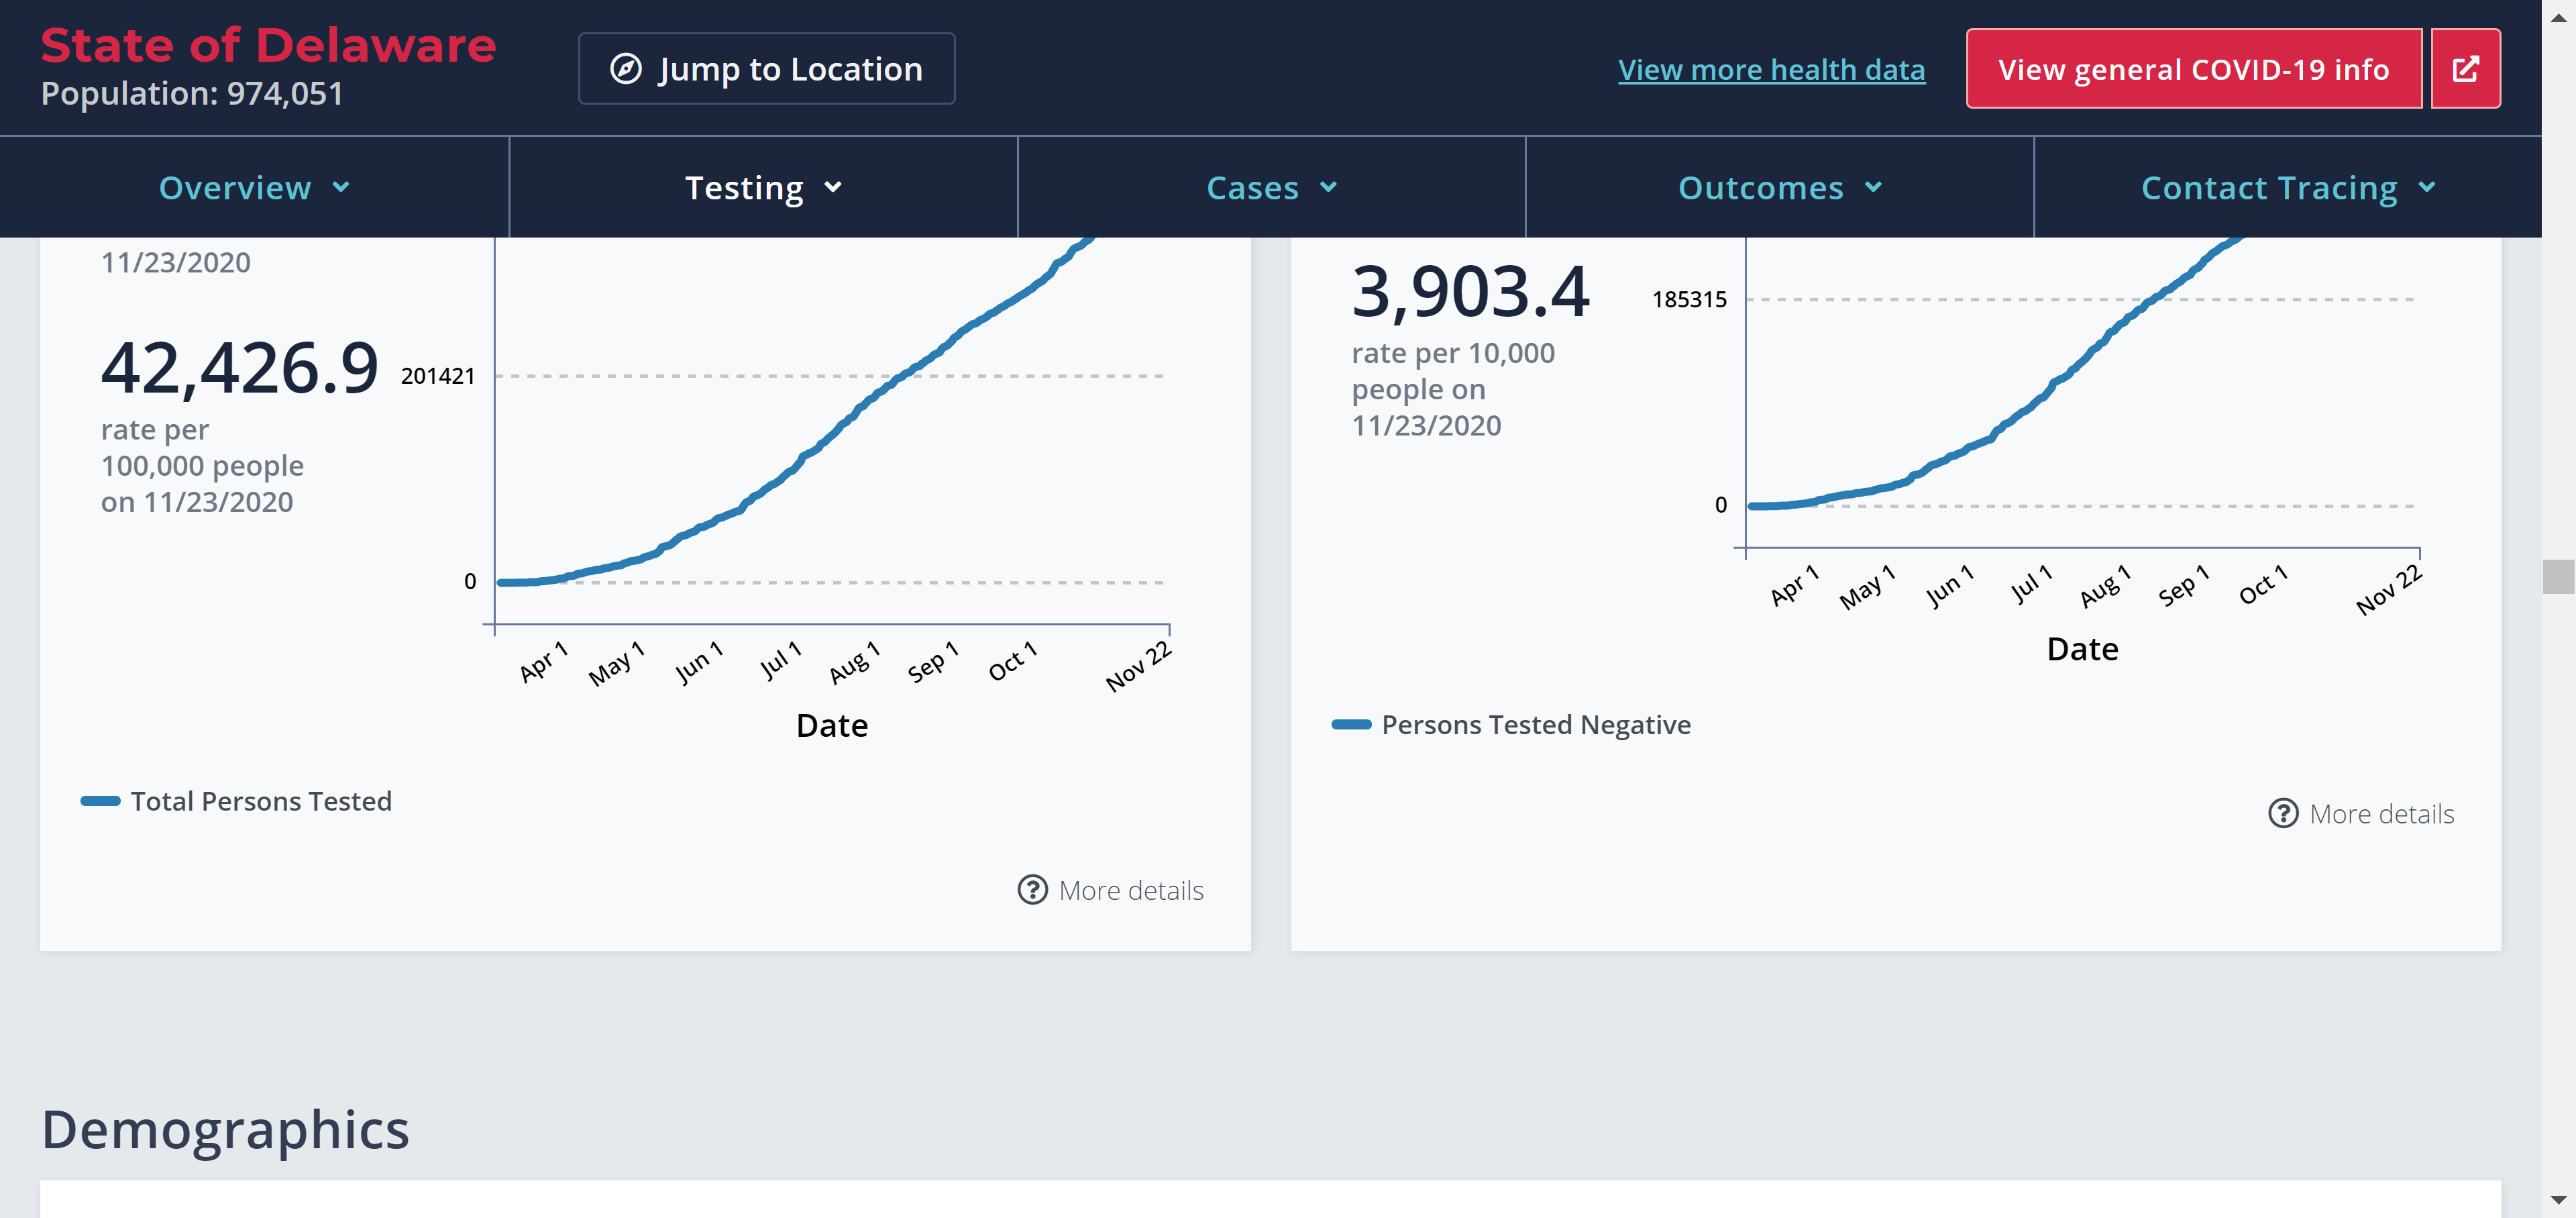 State of Delaware
Population: 974,051
Jump to Location
View more health data
View general COVID-19 info
Overview
Testing
Cases
Outcomes
Contact Tracing
11/23/2020
42,426.9
rate per
100,000 people
on 11/23/2020
201421
0
Apr 1
May 1
Jun 1
Jul 1
Aug 1
Sep 1
Oct 1
Nov 22
Date
Total Persons Tested
More details
3,903.4
rate per 10,000
people on
11/23/2020
185315
0
Apr 1
May 1
Jun 1
Jul 1
Aug 1
Sep 1
Oct 1
Nov 22
Date
Persons Tested Negative
More details
Demographics